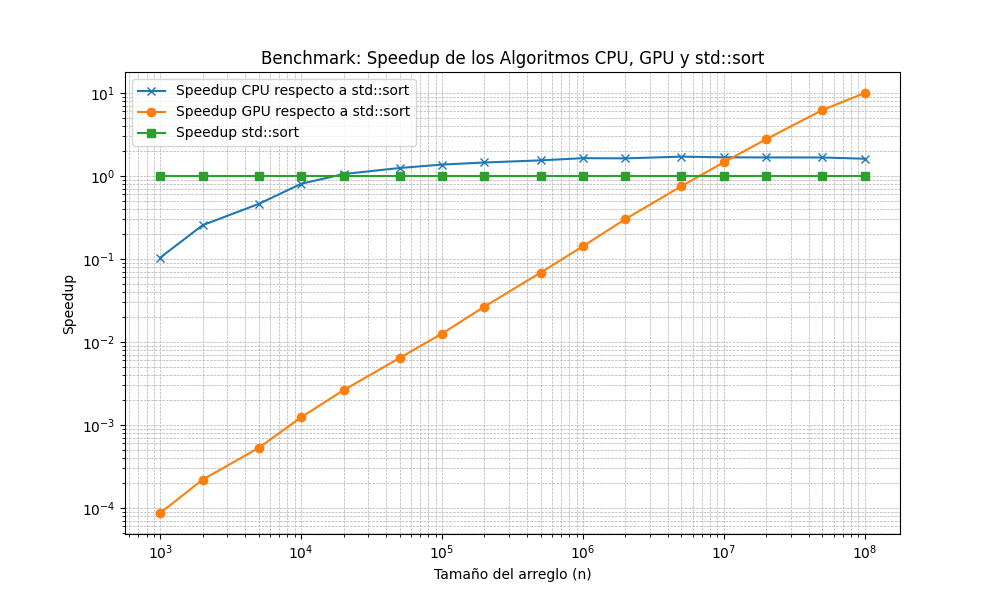 Benchmark: Speedup de los Algoritmos CPU, GPU y std::sort
Speedup CPU respecto a std::sort
Speedup GPU respecto a std::sort
Speedup std::sort
Speedup
10¹
10⁰
10⁻¹
10⁻²
10⁻³
10⁻⁴
10³ 10⁴ 10⁵ 10⁶ 10⁷ 10⁸
Tamaño del arreglo (n)